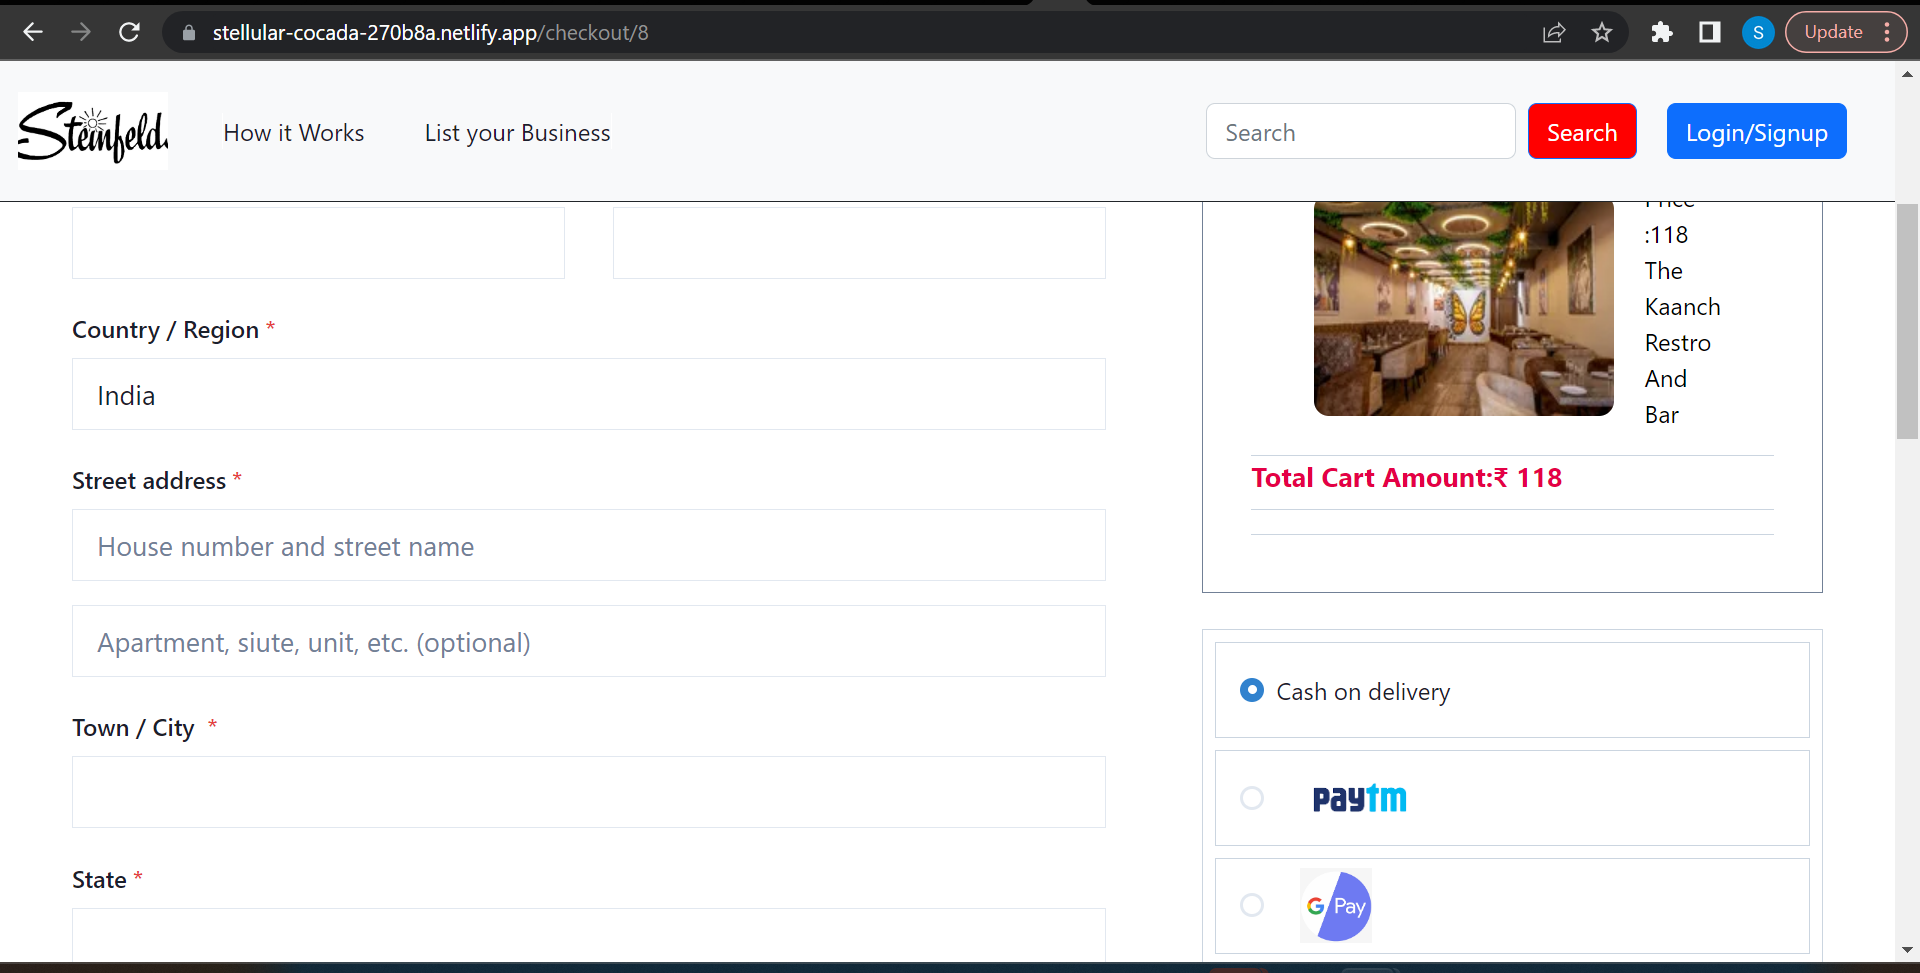 stellular-cocada-270b8a.netlify.app/checkout/8
S
Update
Steinfeld.
How it Works
List your Business
Search
Search
Login/Signup
Price
:118
The
Kaanch
Restro
And
Bar
Country / Region *
India
Total Cart Amount:₹ 118
Street address *
House number and street name
Apartment, siute, unit, etc. (optional)
Cash on delivery
Town / City *
paytm
State *
G Pay